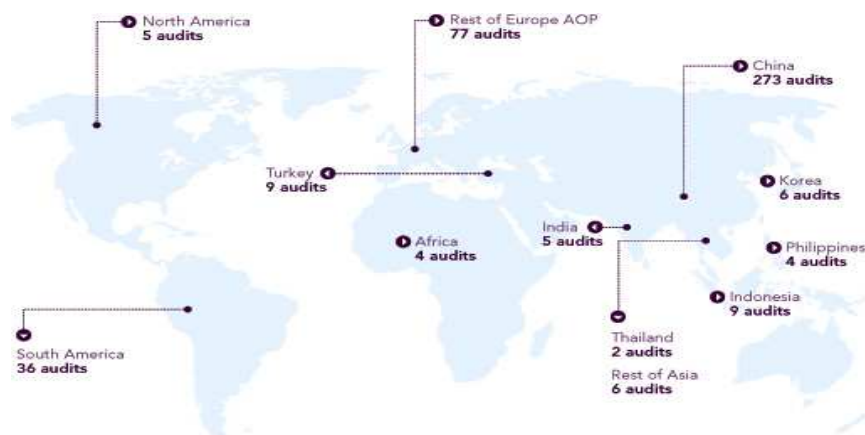 North America
5 audits
Rest of Europe AOP
77 audits
China
273 audits
Turkey
9 audits
Korea
6 audits
Africa
4 audits
India
5 audits
Philippines
4 audits
Indonesia
9 audits
South America
36 audits
Thailand
2 audits
Rest of Asia
6 audits